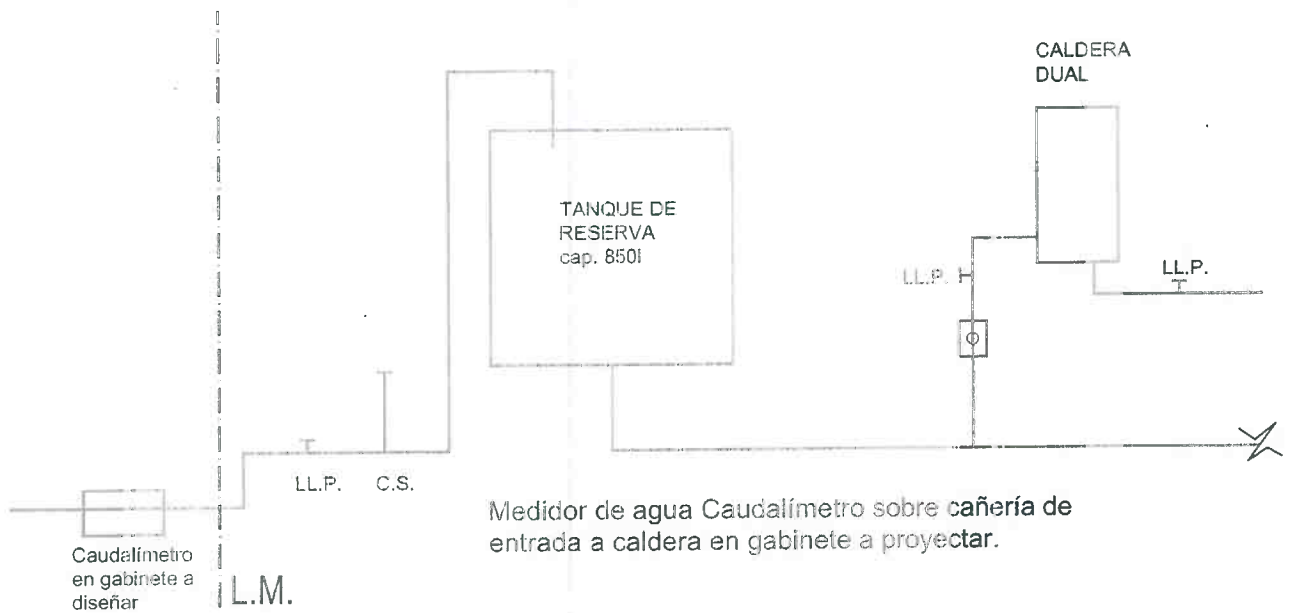 CALDERA
DUAL
TANQUE DE
RESERVA
cap. 850l
LL.P.
LL.P.
LL.P.
C.S.
Medidor de agua Caudalímetro sobre cañería de
entrada a caldera en gabinete a proyectar.
Caudalímetro
en gabinete a
diseñar
L.M.